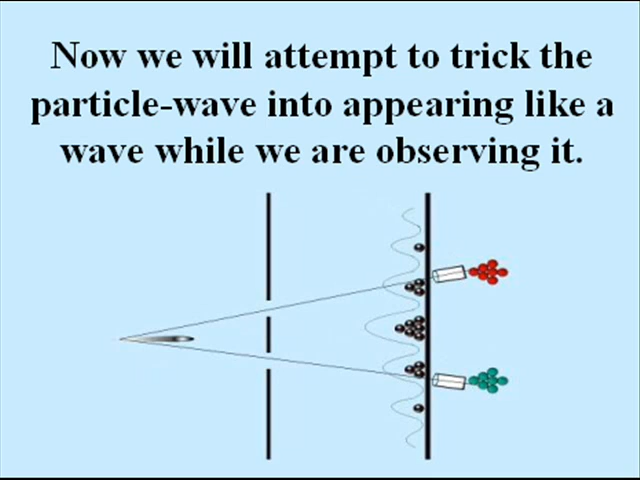 Now we will attempt to trick the
particle-wave into appearing like a
wave while we are observing it.